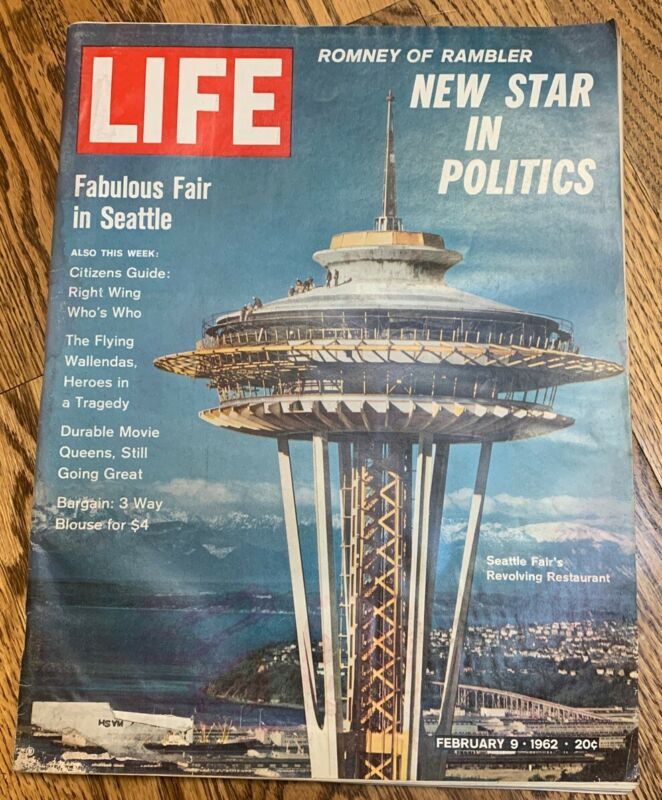 ROMNEY OF RAMBLER
NEW STAR
IN
POLITICS
LIFE
Fabulous Fair
in Seattle
ALSO THIS WEEK:
Citizens Guide:
Right Wing
Who's Who
The Flying
Wallendas,
Heroes in
a Tragedy
Durable Movie
Queens, Still
Going Great
Bargain: 3 Way
Blouse for $4
Seattle Fair's
Revolving Restaurant
WASH
FEBRUARY 9 · 1962 · 20¢
®